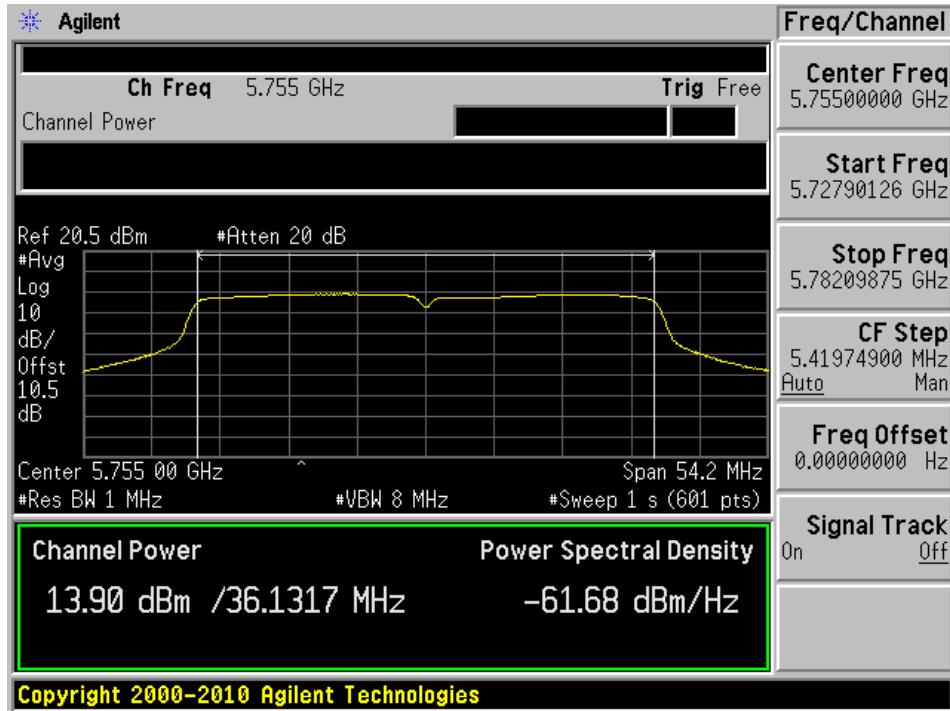 Agilent
Freq/Channel
Ch Freq 5.755 GHz Trig Free
Channel Power
Center Freq
5.75500000 GHz
Start Freq
5.72790126 GHz
Ref 20.5 dBm #Atten 20 dB
#Avg
Log
10
dB/
Offst
10.5
dB
Stop Freq
5.78209875 GHz
CF Step
5.41974900 MHz
Auto Man
Freq Offset
0.00000000 Hz
Center 5.755 00 GHz Span 54.2 MHz
#Res BW 1 MHz #VBW 8 MHz #Sweep 1 s (601 pts)
Signal Track
On Off
Channel Power Power Spectral Density
13.90 dBm /36.1317 MHz -61.68 dBm/Hz
Copyright 2000-2010 Agilent Technologies